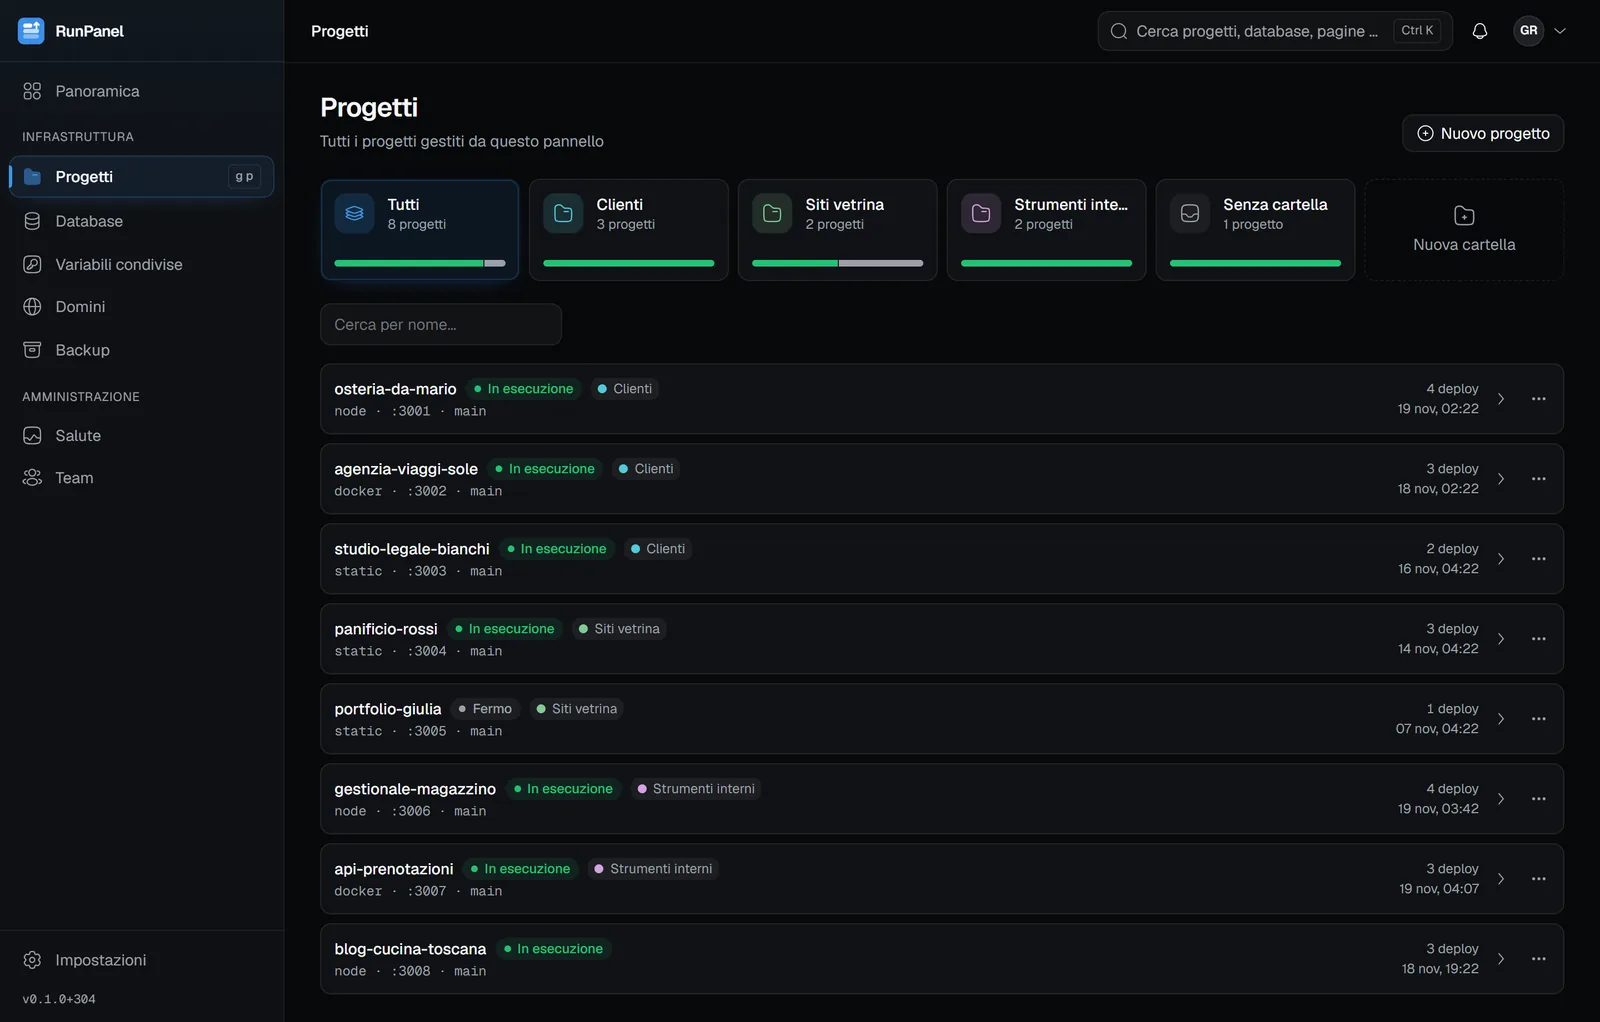 RunPanel
Progetti
Cerca progetti, database, pagine ...
Ctrl K
GR
Panoramica
INFRASTRUTTURA
Progetti
g p
Database
Variabili condivise
Domini
Backup
AMMINISTRAZIONE
Salute
Team
Impostazioni
v0.1.0+304
Progetti
Tutti i progetti gestiti da questo pannello
Nuovo progetto
Tutti
8 progetti
Clienti
3 progetti
Siti vetrina
2 progetti
Strumenti inte...
2 progetti
Senza cartella
1 progetto
Nuova cartella
Cerca per nome...
osteria-da-mario In esecuzione Clienti
node · :3001 · main
4 deploy
19 nov, 02:22
agenzia-viaggi-sole In esecuzione Clienti
docker · :3002 · main
3 deploy
18 nov, 02:22
studio-legale-bianchi In esecuzione Clienti
static · :3003 · main
2 deploy
16 nov, 04:22
panificio-rossi In esecuzione Siti vetrina
static · :3004 · main
3 deploy
14 nov, 04:22
portfolio-giulia Fermo Siti vetrina
static · :3005 · main
1 deploy
07 nov, 04:22
gestionale-magazzino In esecuzione Strumenti interni
node · :3006 · main
4 deploy
19 nov, 03:42
api-prenotazioni In esecuzione Strumenti interni
docker · :3007 · main
3 deploy
19 nov, 04:07
blog-cucina-toscana In esecuzione
node · :3008 · main
3 deploy
18 nov, 19:22